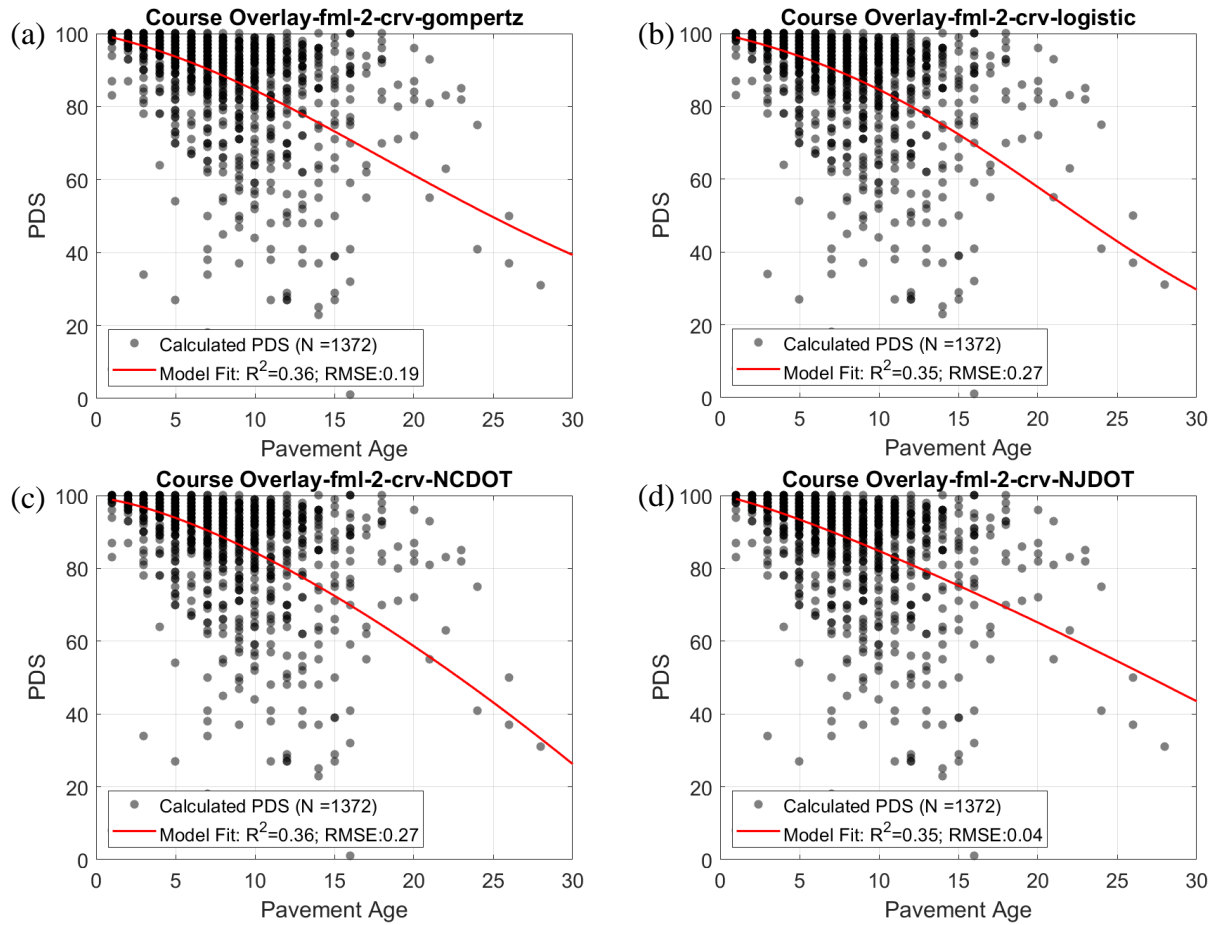 (a)
Course Overlay-fml-2-crv-gompertz
100
80
60
40
20
0
PDS
Calculated PDS (N =1372)
Model Fit: R²=0.36; RMSE:0.19
0 5 10 15 20 25 30
Pavement Age
(b)
Course Overlay-fml-2-crv-logistic
100
80
60
40
20
0
PDS
Calculated PDS (N =1372)
Model Fit: R²=0.35; RMSE:0.27
0 5 10 15 20 25 30
Pavement Age
(c)
Course Overlay-fml-2-crv-NCDOT
100
80
60
40
20
0
PDS
Calculated PDS (N =1372)
Model Fit: R²=0.36; RMSE:0.27
0 5 10 15 20 25 30
Pavement Age
(d)
Course Overlay-fml-2-crv-NJDOT
100
80
60
40
20
0
PDS
Calculated PDS (N =1372)
Model Fit: R²=0.35; RMSE:0.04
0 5 10 15 20 25 30
Pavement Age